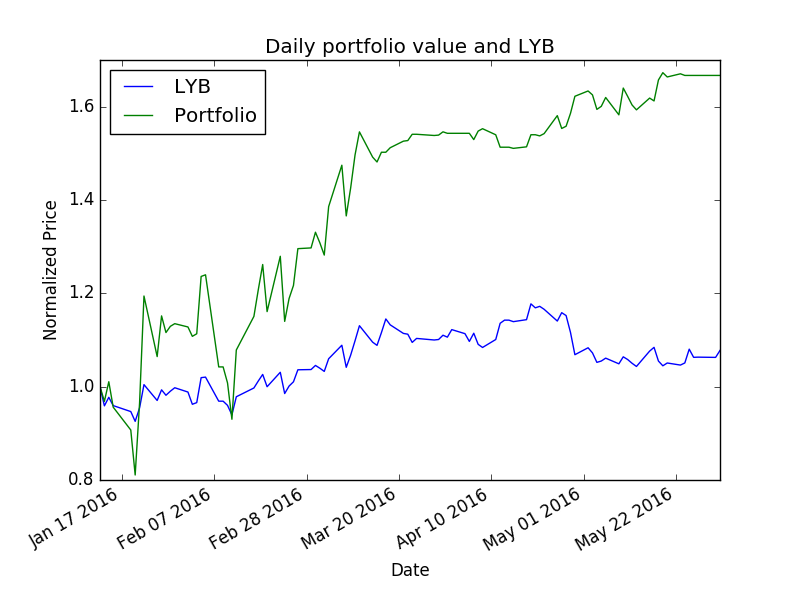 Daily portfolio value and LYB
LYB
Portfolio
Normalized Price
1.6
1.4
1.2
1.0
0.8
Jan 17 2016
Feb 07 2016
Feb 28 2016
Mar 20 2016
Apr 10 2016
May 01 2016
May 22 2016
Date